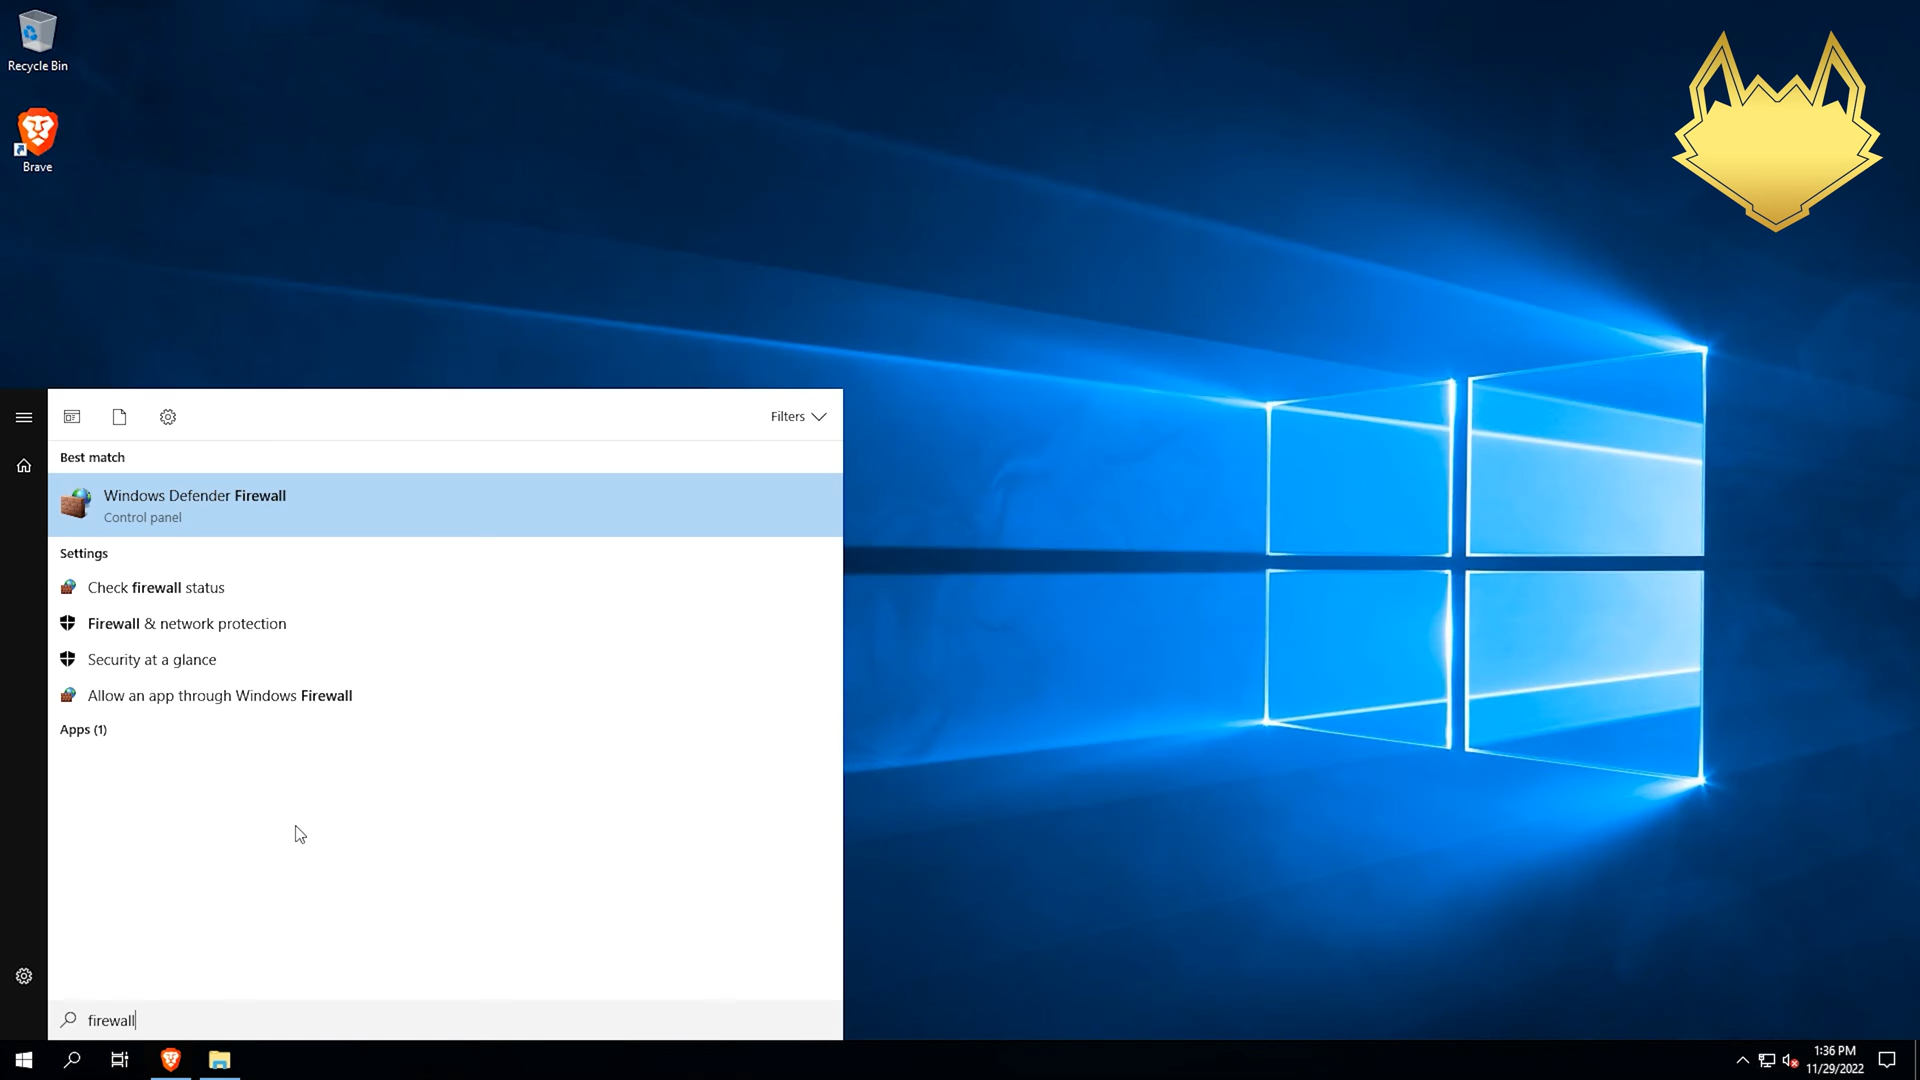 Recycle Bin
Brave
Filters
Best match
Windows Defender Firewall
Control panel
Settings
Check firewall status
Firewall & network protection
Security at a glance
Allow an app through Windows Firewall
Apps (1)
firewall
1:36 PM
11/29/2022